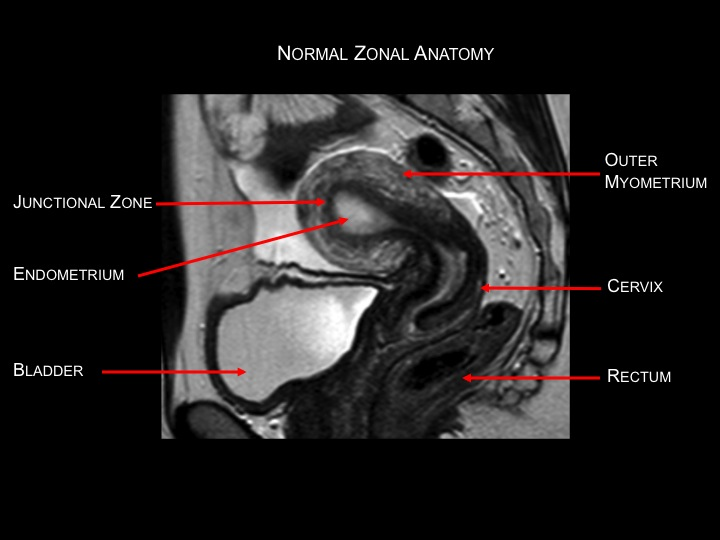 NORMAL ZONAL ANATOMY
OUTER
MYOMETRIUM
JUNCTIONAL ZONE
ENDOMETRIUM
CERVIX
BLADDER
RECTUM